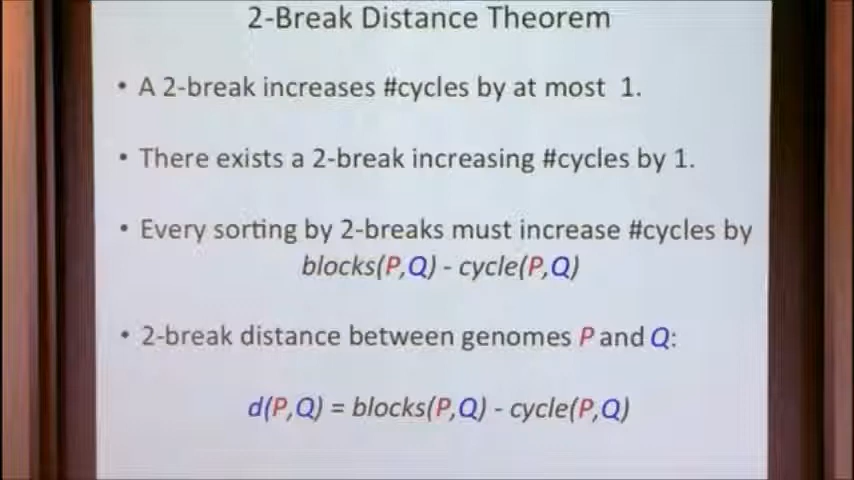 2-Break Distance Theorem
• A 2-break increases #cycles by at most 1.
• There exists a 2-break increasing #cycles by 1.
• Every sorting by 2-breaks must increase #cycles by
blocks(P,Q) - cycle(P,Q)
• 2-break distance between genomes P and Q:
d(P,Q) = blocks(P,Q) - cycle(P,Q)